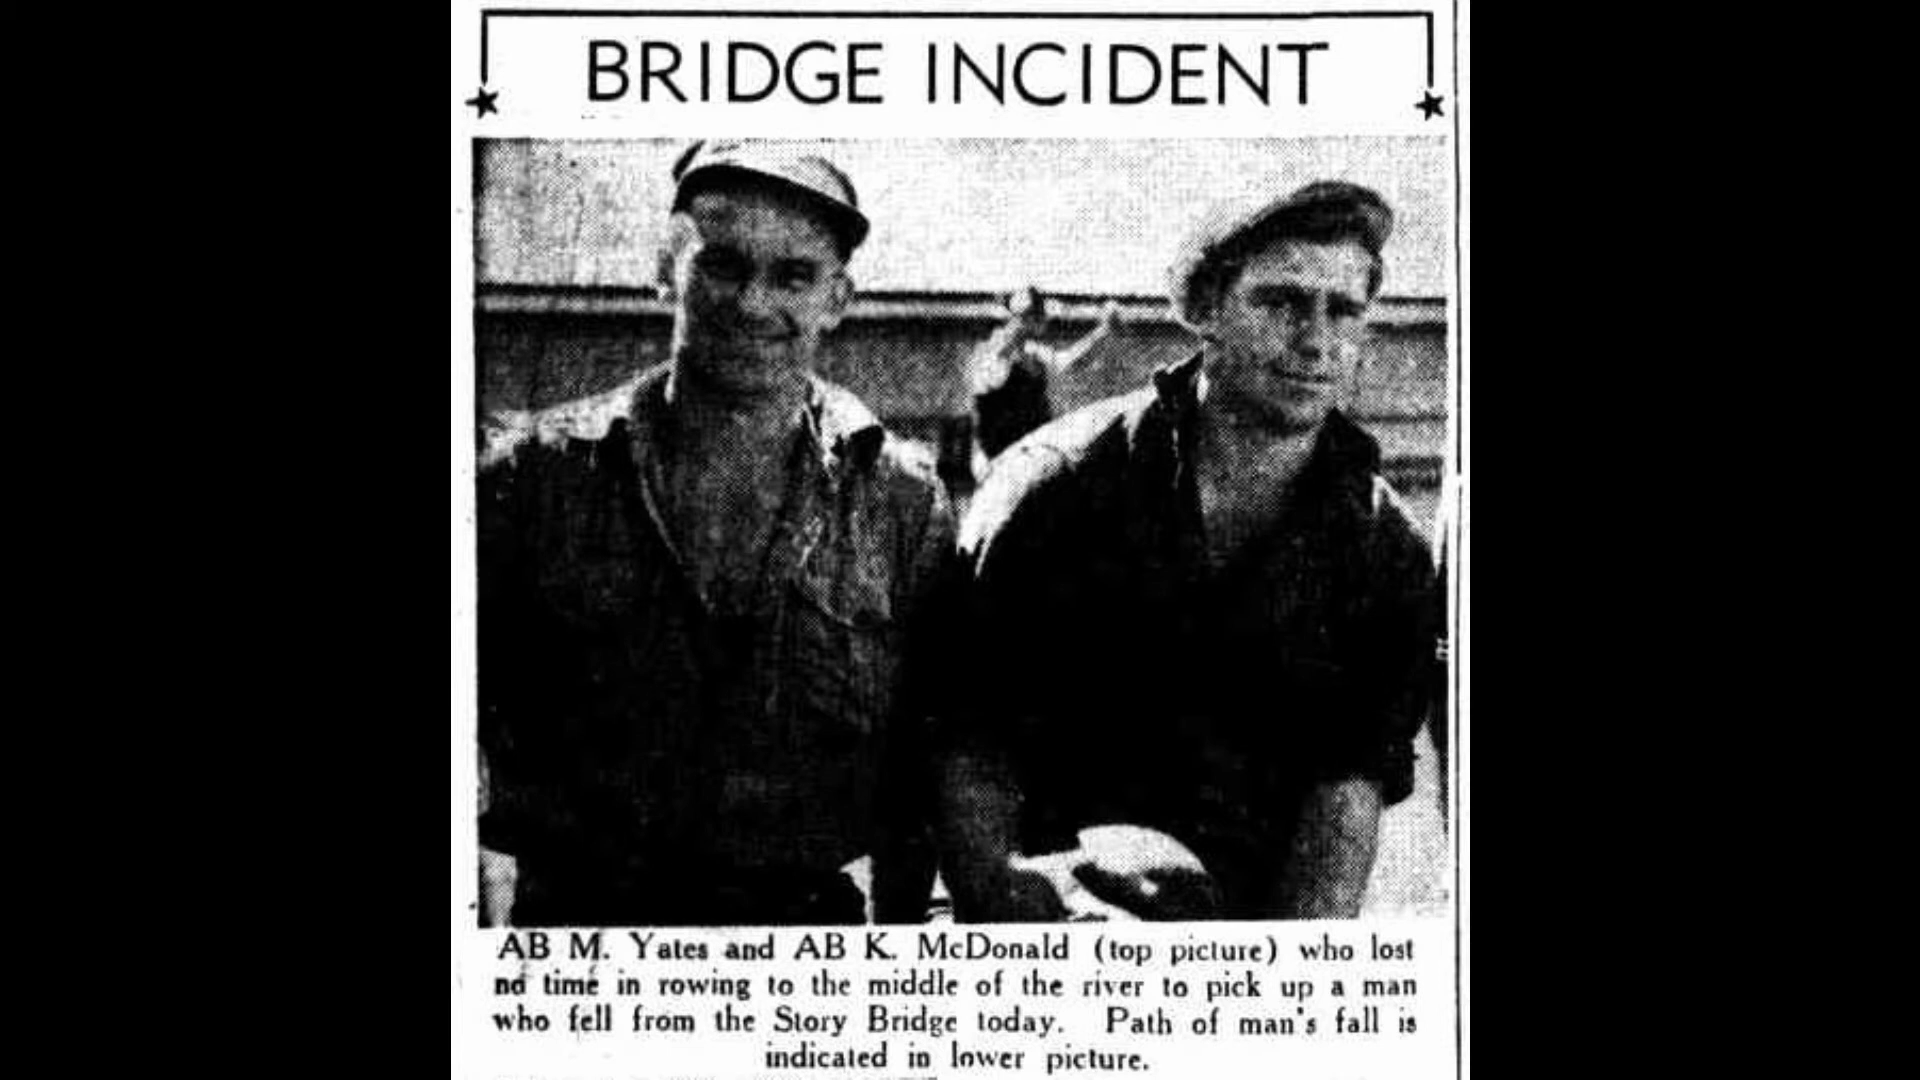 BRIDGE INCIDENT
AB M. Yates and AB K. McDonald (top picture) who lost
no time in rowing to the middle of the river to pick up a man
who fell from the Story Bridge today. Path of man's fall is
indicated in lower picture.